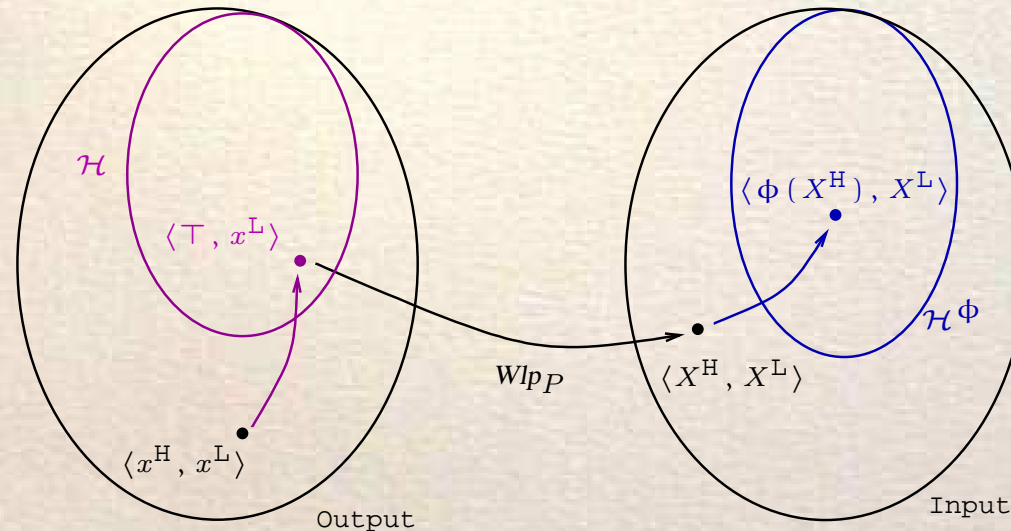 ℋ
⟨⊤, x^L⟩
⟨x^H, x^L⟩
Output
Wlp_P
⟨ϕ(X^H), X^L⟩
ℋ^ϕ
⟨X^H, X^L⟩
Input